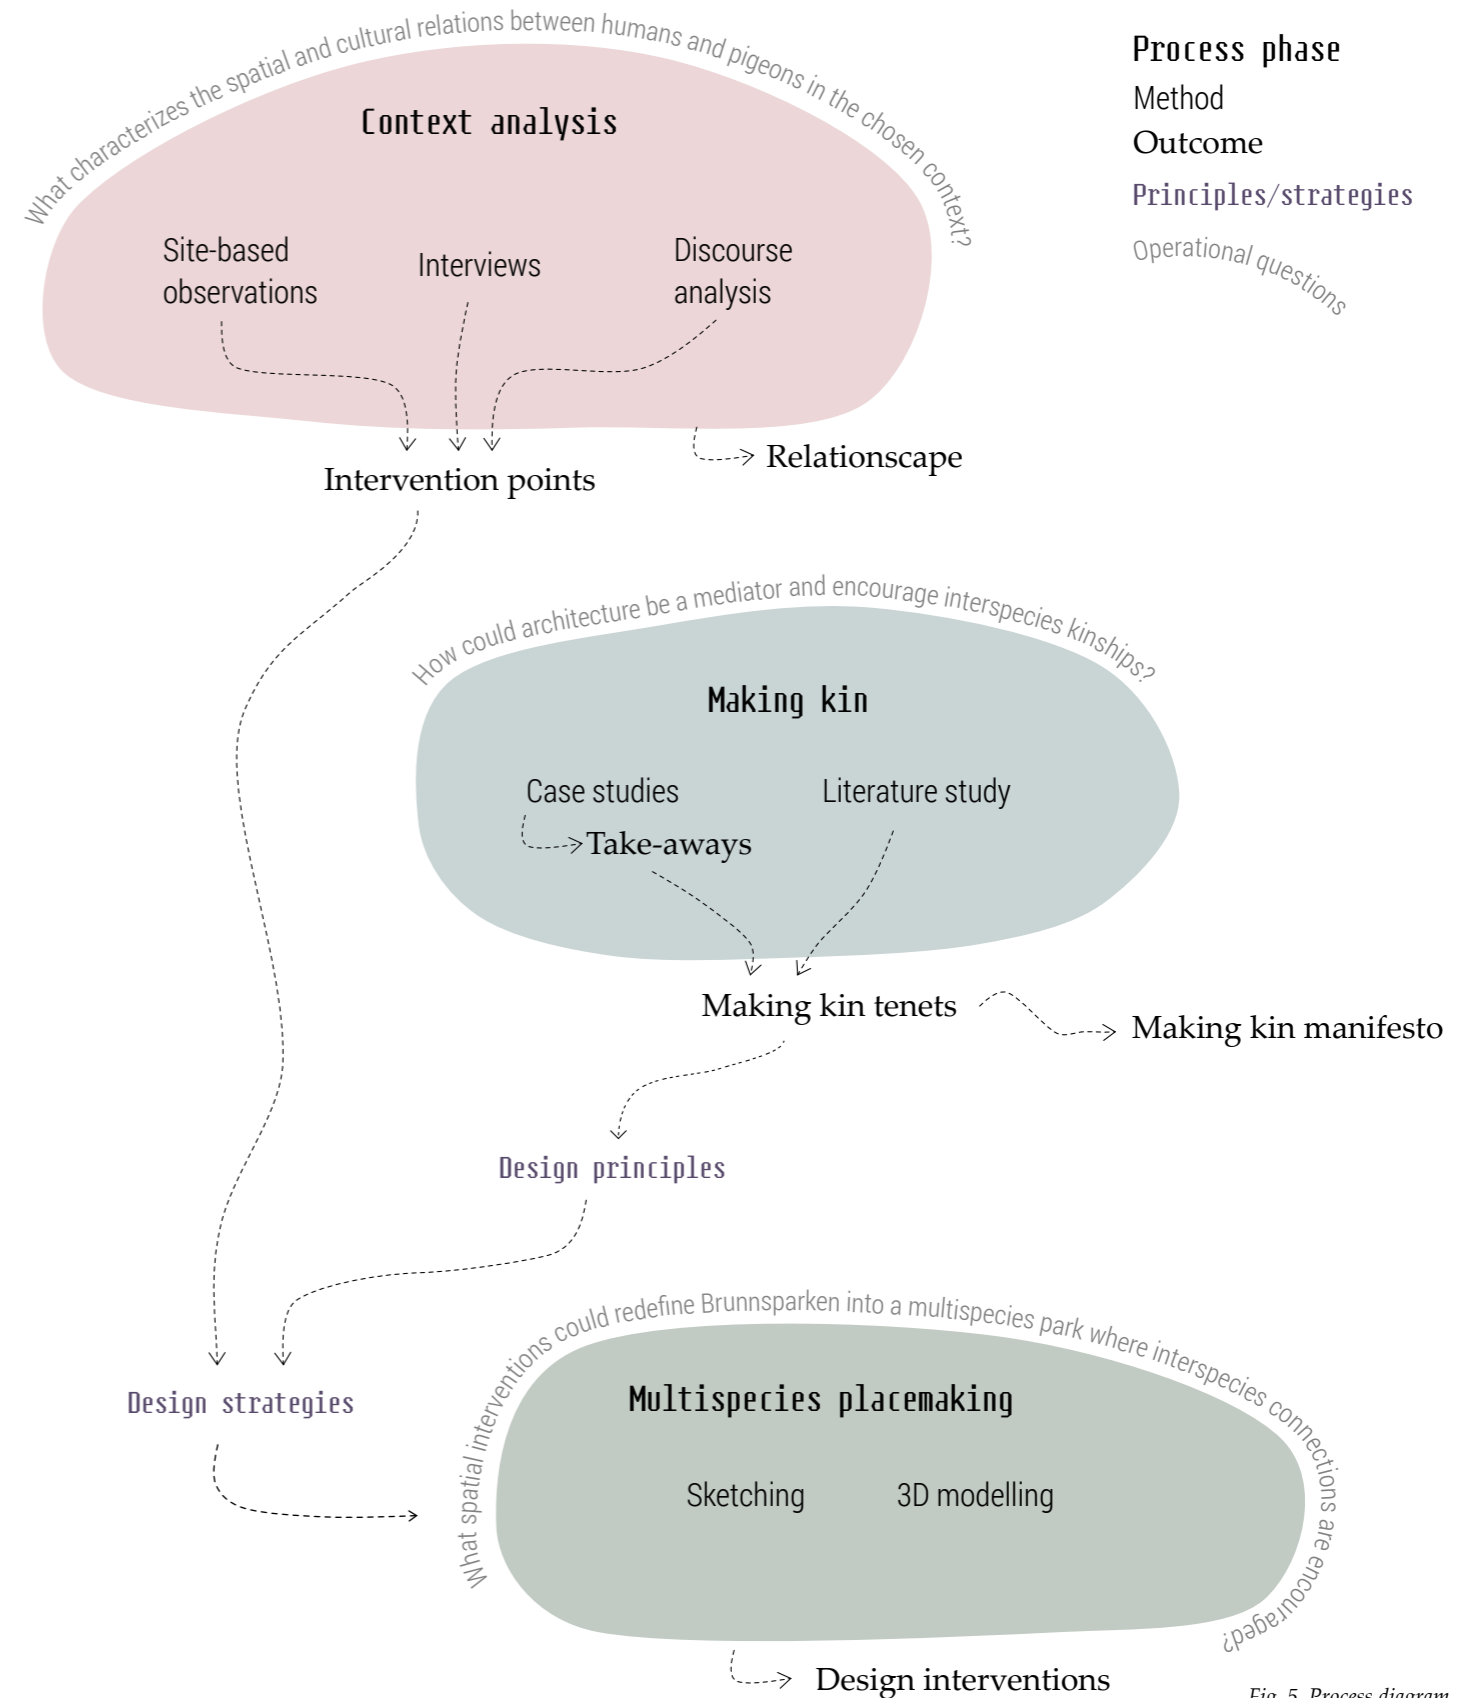 What characterizes the spatial and cultural relations between humans and pigeons in the chosen context?
Context analysis
Site-based
observations
Interviews
Discourse
analysis
Intervention points
Relationscape
Process phase
Method
Outcome
Principles/strategies
Operational questions
How could architecture be a mediator and encourage interspecies kinships?
Making kin
Case studies
Literature study
Take-aways
Making kin tenets
Making kin manifesto
Design principles
Design strategies
What spatial interventions could redefine Brunnsparken into a multispecies park where interspecies connections are encouraged?
Multispecies placemaking
Sketching
3D modelling
Design interventions
Fig. 5. Process diagram